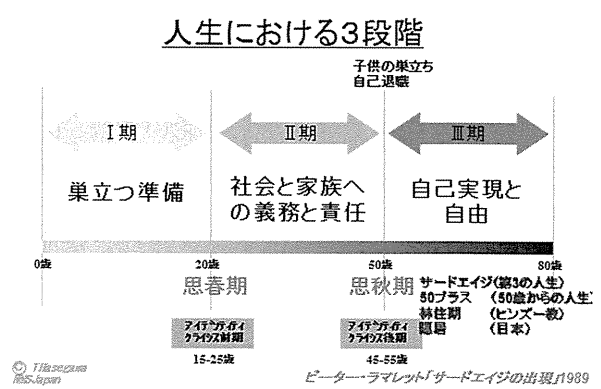 人生における3段階
子供の巣立ち
自己退職
Ⅰ期
Ⅱ期
Ⅲ期
巣立つ準備
社会と家族へ
の義務と責任
自己実現と
自由
0歳
20歳
50歳
80歳
思春期
思秋期
サードエイジ(第3の人生)
50プラス (50歳からの人生)
林住期 (ヒンズー教)
隠居 (日本)
アイデンティティ
クライシス前期
アイデンティティ
クライシス後期
15-25歳
45-55歳
© T.Hasegawa
Japan
ピーター・ラマレット「サードエイジの出現」1989